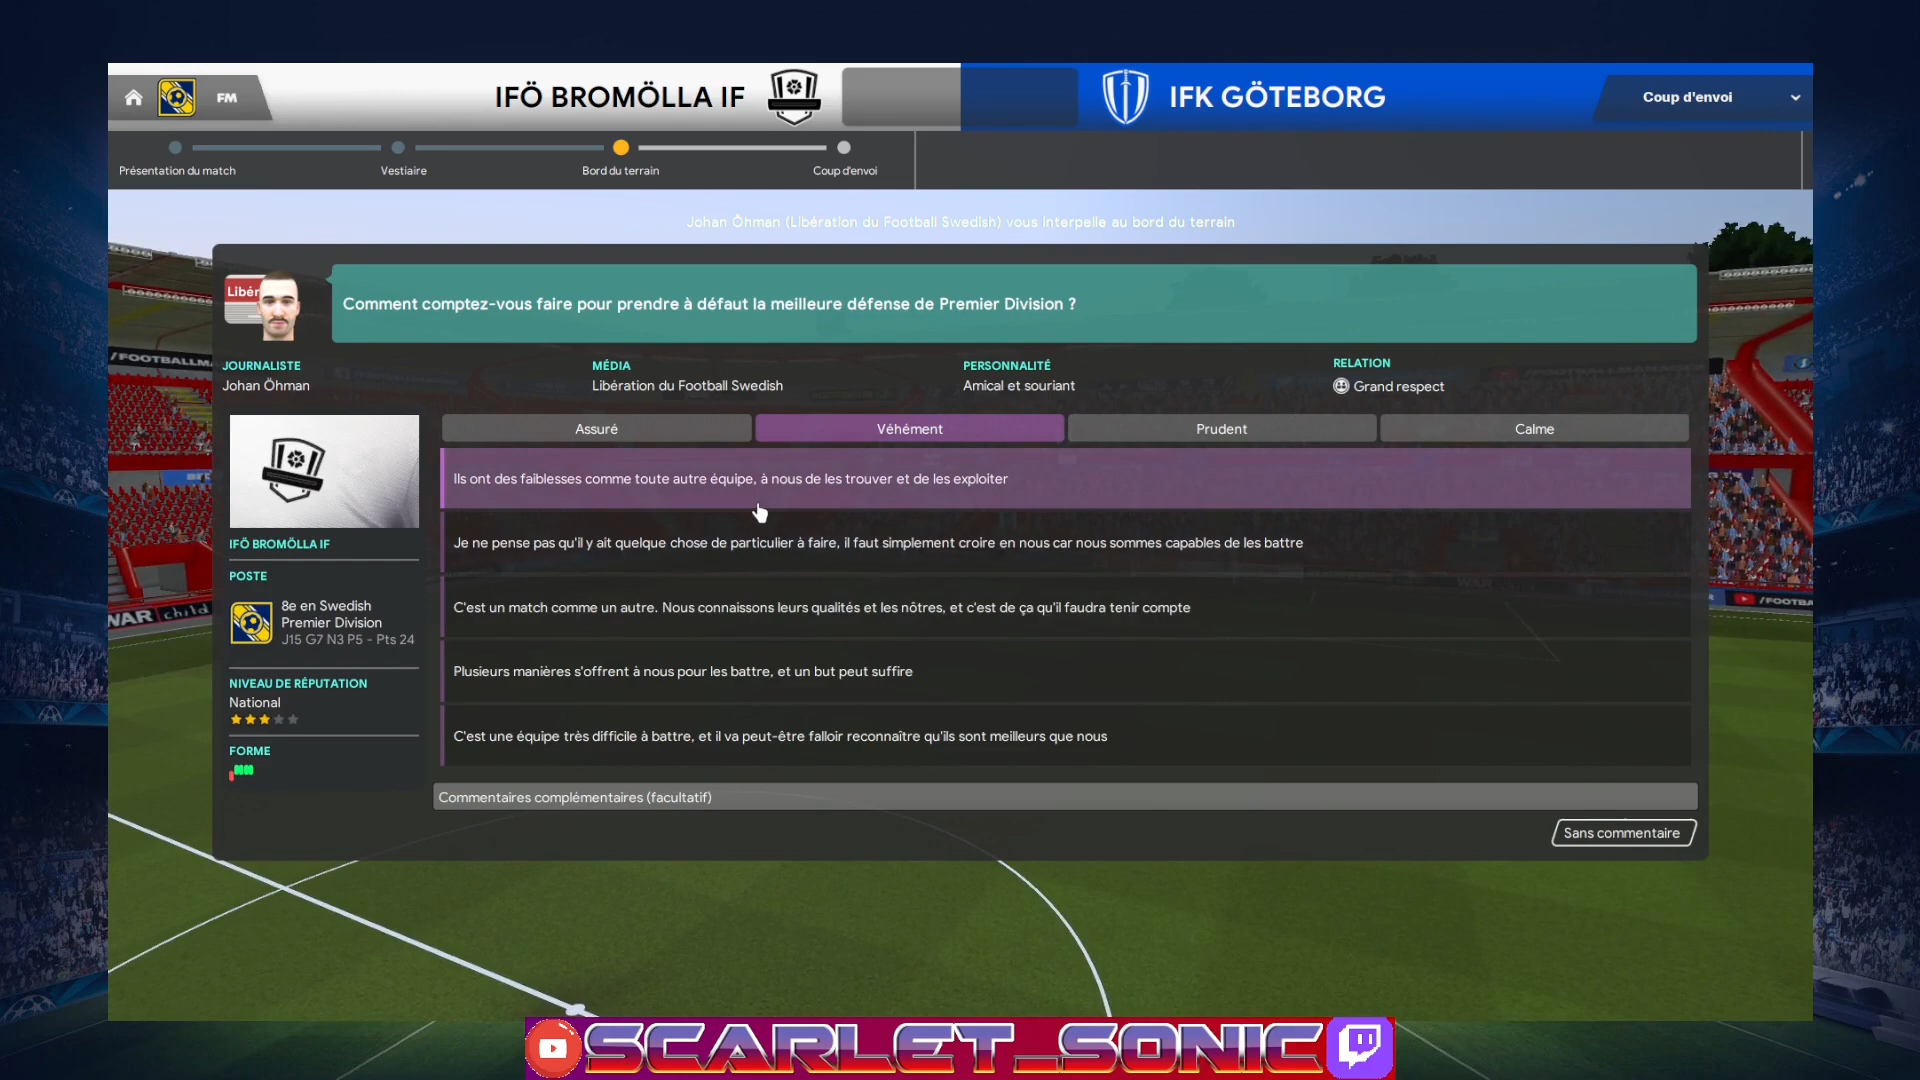 FM
IFÖ BROMÖLLA IF
IFK GÖTEBORG
Coup d'envoi
Présentation du match
Vestiaire
Bord du terrain
Coup d'envoi
Johan Öhman (Libération du Football Swedish) vous interpelle au bord du terrain
Libér
Comment comptez-vous faire pour prendre à défaut la meilleure défense de Premier Division ?
JOURNALISTE
Johan Öhman
MÉDIA
Libération du Football Swedish
PERSONNALITÉ
Amical et souriant
RELATION
Grand respect
/FOOTBALLM
Assuré
Véhément
Prudent
Calme
Ils ont des faiblesses comme toute autre équipe, à nous de les trouver et de les exploiter
Je ne pense pas qu'il y ait quelque chose de particulier à faire, il faut simplement croire en nous car nous sommes capables de les battre
C'est un match comme un autre. Nous connaissons leurs qualités et les nôtres, et c'est de ça qu'il faudra tenir compte
Plusieurs manières s'offrent à nous pour les battre, et un but peut suffire
C'est une équipe très difficile à battre, et il va peut-être falloir reconnaître qu'ils sont meilleurs que nous
IFÖ BROMÖLLA IF
POSTE
8e en Swedish
Premier Division
J15 G7 N3 P5 - Pts 24
NIVEAU DE RÉPUTATION
National
FORME
WAR child
/FOOTBA
Commentaires complémentaires (facultatif)
Sans commentaire
SCARLET_SONIC